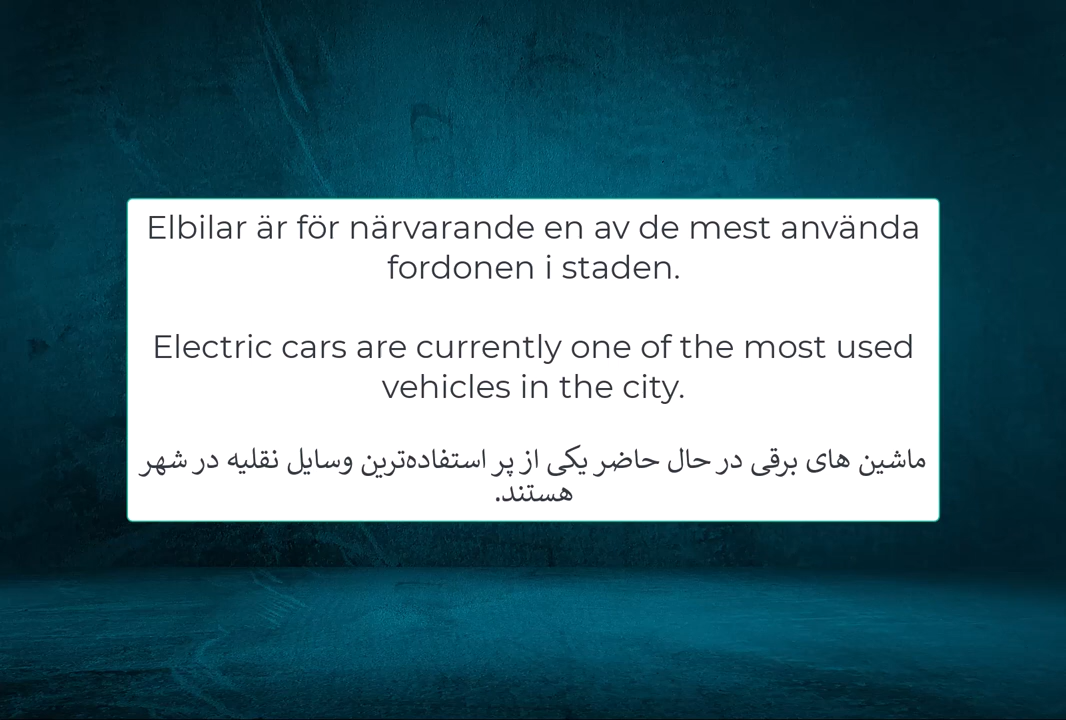 Elbilar är för närvarande en av de mest använda
fordonen i staden.
Electric cars are currently one of the most used
vehicles in the city.
ماشین های برقی در حال حاضر یکی از پر استفاده‌ترین وسایل نقلیه در شهر
هستند.